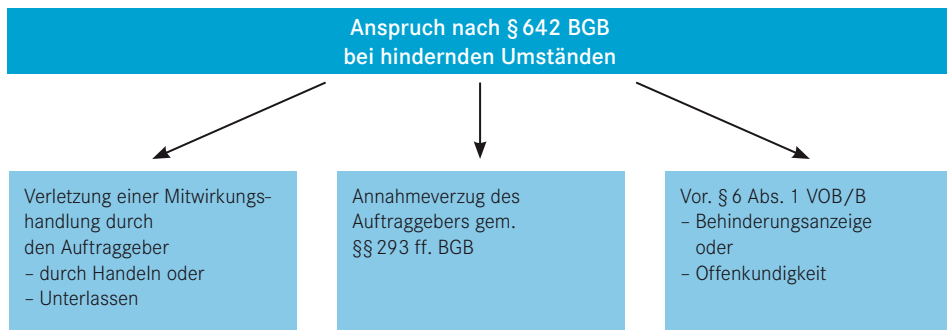 Anspruch nach § 642 BGB
bei hindernden Umständen
Verletzung einer Mitwirkungs-
handlung durch
den Auftraggeber
– durch Handeln oder
– Unterlassen
Annahmeverzug des
Auftraggebers gem.
§§ 293 ff. BGB
Vor. § 6 Abs. 1 VOB/B
– Behinderungsanzeige
oder
– Offenkundigkeit